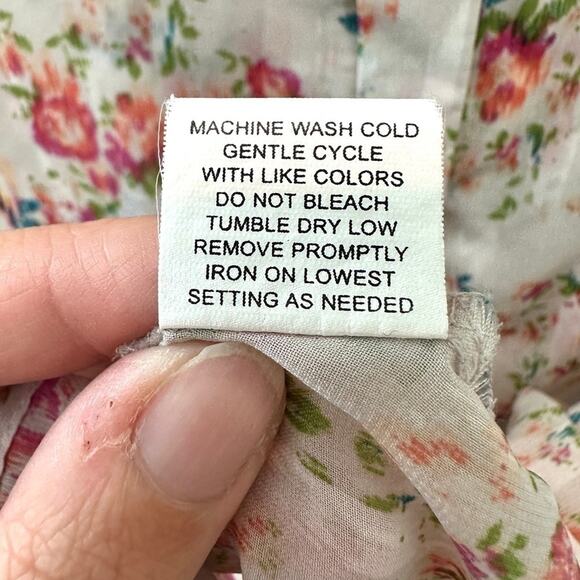 MACHINE WASH COLD
GENTLE CYCLE
WITH LIKE COLORS
DO NOT BLEACH
TUMBLE DRY LOW
REMOVE PROMPTLY
IRON ON LOWEST
SETTING AS NEEDED